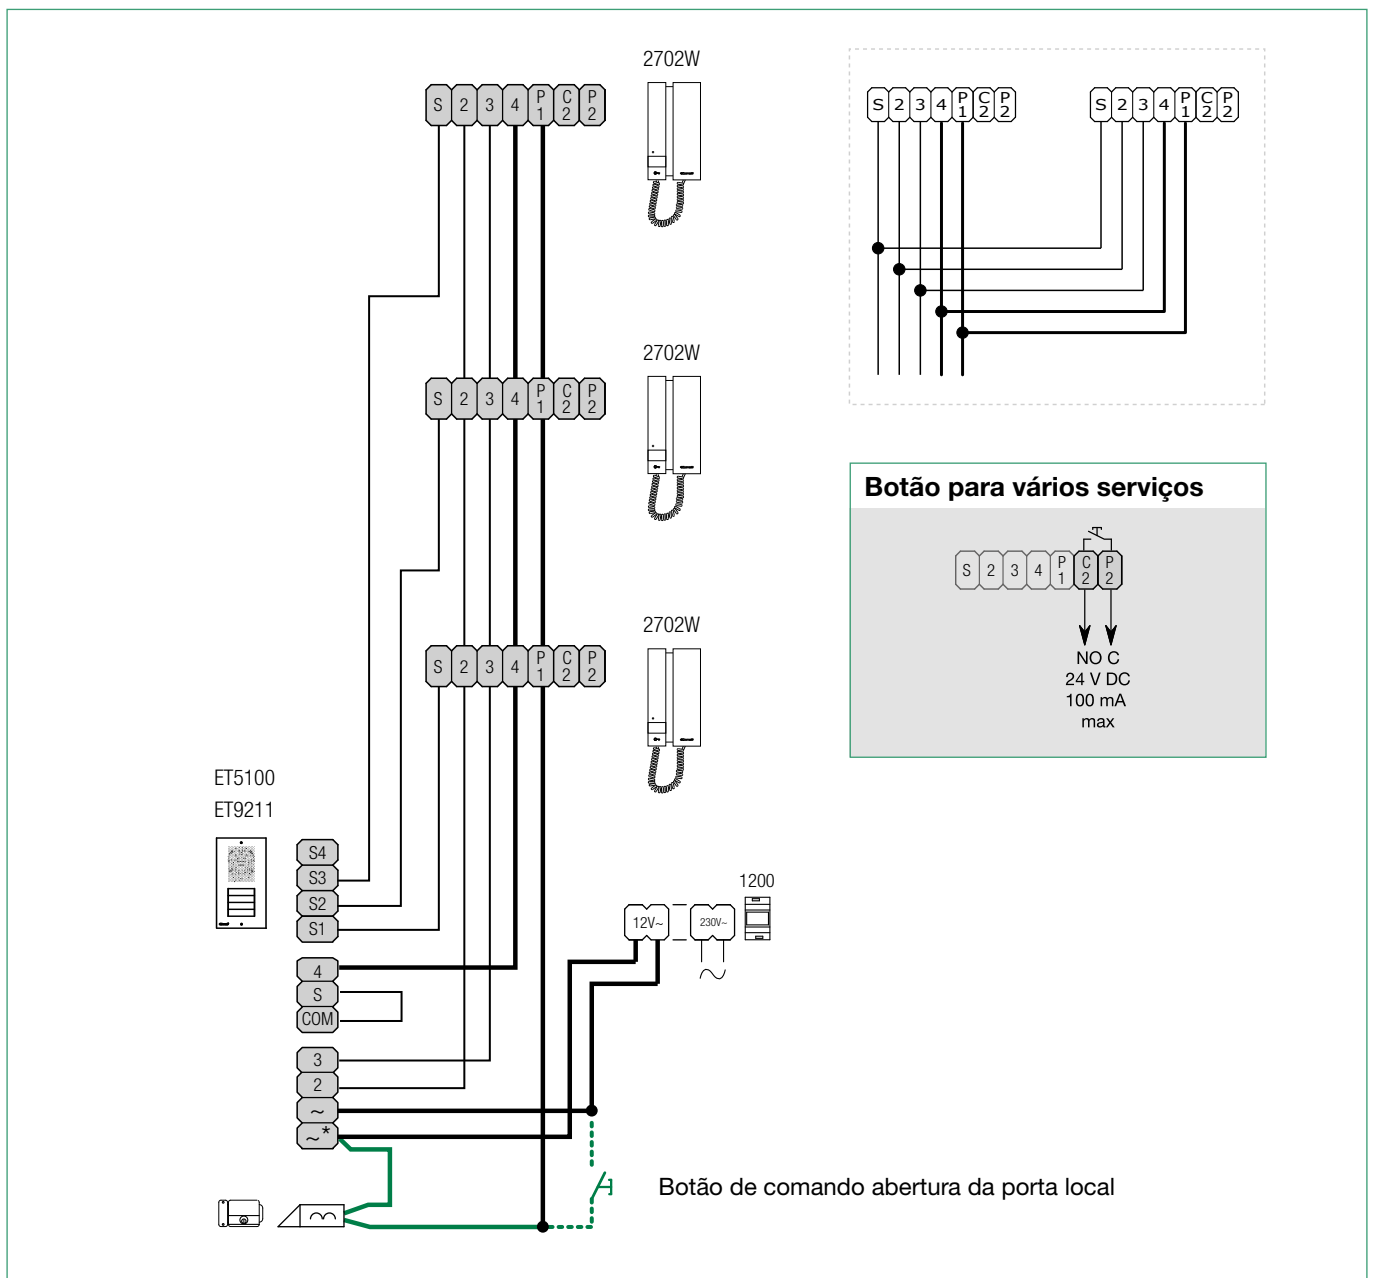 2702W
S 2 3 4 P1 C2 P2
S 2 3 4 P1 C2 P2
S 2 3 4 P1 C2 P2
2702W
S 2 3 4 P1 C2 P2
Botão para vários serviços
S 2 3 4 P1 C2 P2
NO C
24 V DC
100 mA
max
2702W
S 2 3 4 P1 C2 P2
ET5100
ET9211
S4
S3
S2
S1
4
S
COM
3
2
~
~*
1200
12V~
230V~
Botão de comando abertura da porta local